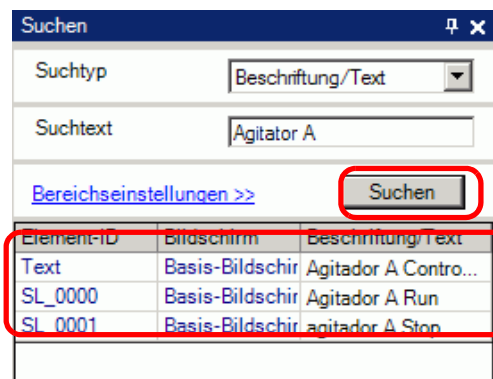 Suchen
Suchtyp Beschriftung/Text
Suchtext Agitator A
Bereichseinstellungen >> Suchen
Element-ID Bildschirm Beschriftung/Text
Text Basis-Bildschir Agitador A Contro...
SL_0000 Basis-Bildschir Agitador A Run
SL_0001 Basis-Bildschir agitador A Stop